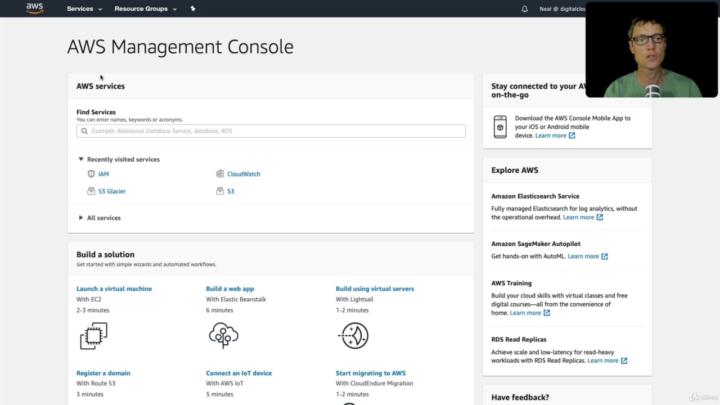 aws
Services
Resource Groups
Neal @ digitalclou
AWS Management Console
AWS services
Find Services
You can enter names, keywords or acronyms.
Example: Relational Database Service, database, RDS
Recently visited services
IAM
CloudWatch
S3 Glacier
S3
All services
Build a solution
Get started with simple wizards and automated workflows.
Launch a virtual machine
With EC2
2-3 minutes
Build a web app
With Elastic Beanstalk
6 minutes
Build using virtual servers
With Lightsail
1-2 minutes
Register a domain
With Route 53
3 minutes
Connect an IoT device
With AWS IoT
5 minutes
Start migrating to AWS
With CloudEndure Migration
1-2 minutes
Stay connected to your AW
on-the-go
Download the AWS Console Mobile App to
your iOS or Android mobile
device. Learn more
Explore AWS
Amazon Elasticsearch Service
Fully managed Elasticsearch for log analytics, without
the operational overhead. Learn more
Amazon SageMaker Autopilot
Get hands-on with AutoML. Learn more
AWS Training
Build your cloud skills with virtual classes and free
digital courses—all from the convenience of
home. Learn more
RDS Read Replicas
Achieve scale and low-latency for read-heavy
workloads with RDS Read Replicas. Learn more
Have feedback?